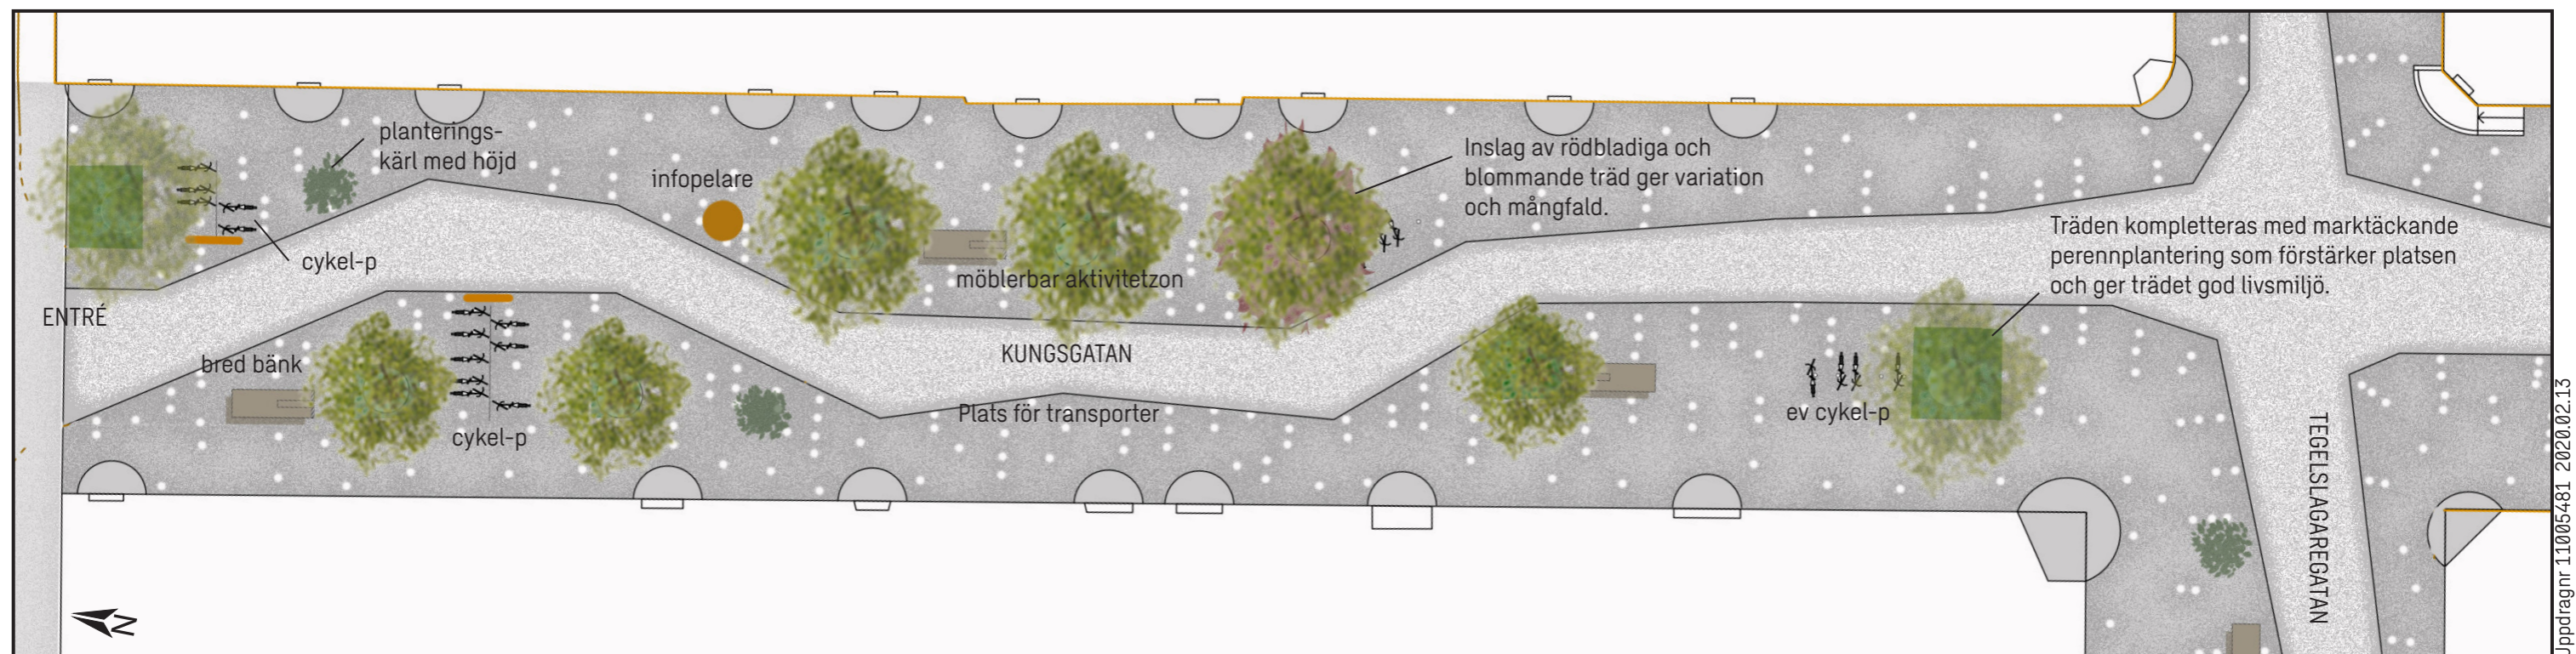 planterings-
kärl med höjd
infopelare
Inslag av rödbladiga och
blommande träd ger variation
och mångfald.
Träden kompletteras med marktäckande
perennplantering som förstärker platsen
och ger trädet god livsmiljö.
cykel-p
möblerbar aktivitetzon
ENTRÉ
bred bänk
KUNGSGATAN
cykel-p
Plats för transporter
ev cykel-p
TEGELSLAGAREGATAN
N
Uppdragnr 11005481 2020.02.13